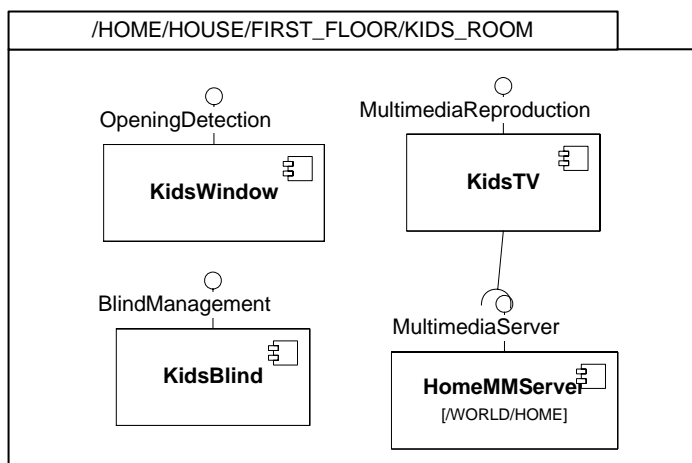 /HOME/HOUSE/FIRST_FLOOR/KIDS_ROOM
OpeningDetection
KidsWindow
MultimediaReproduction
KidsTV
BlindManagement
KidsBlind
MultimediaServer
HomeMMServer
[/WORLD/HOME]